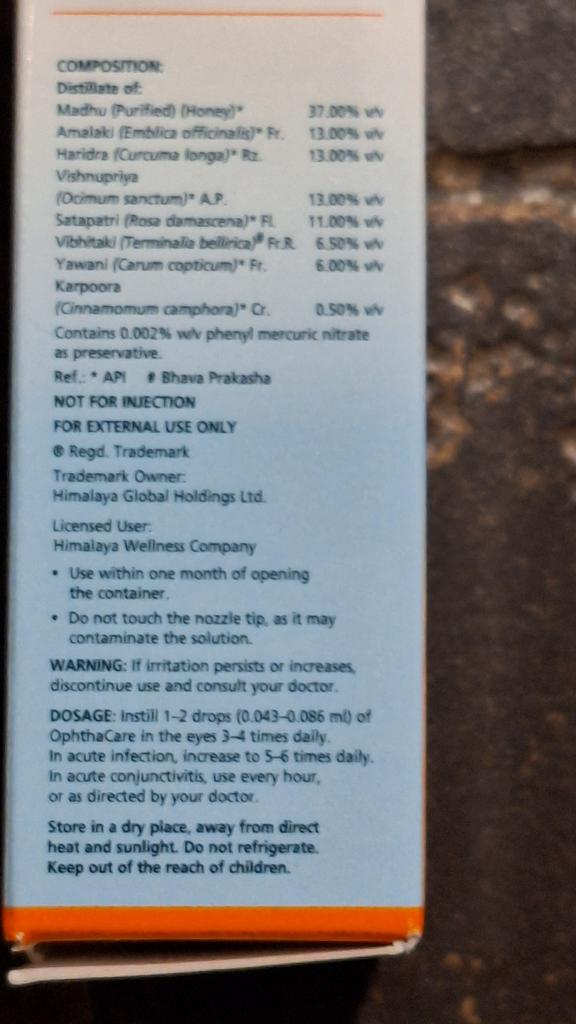 COMPOSITION:
Distillate of:
Madhu (Purified) (Honey)* 37.00% v/v
Amalaki (Emblica officinalis)* Fr. 13.00% w/v
Haridra (Curcuma longa)* Rz. 13.00% w/v
Vishnupriya
(Ocimum sanctum)* A.P. 13.00% w/v
Satapatri (Rosa damascena)* Fl. 11.00% w/v
Vibhitaki (Terminalia bellirica)# Fr.R. 6.50% w/v
Yawani (Carum copticum)* Fr. 6.00% w/v
Karpoora
(Cinnamomum camphora)* Cr. 0.50% w/v
Contains 0.002% w/v phenyl mercuric nitrate
as preservative.
Ref.: * API # Bhava Prakasha
NOT FOR INJECTION
FOR EXTERNAL USE ONLY
® Regd. Trademark
Trademark Owner:
Himalaya Global Holdings Ltd.
Licensed User:
Himalaya Wellness Company
• Use within one month of opening
the container.
• Do not touch the nozzle tip, as it may
contaminate the solution.
WARNING: If irritation persists or increases,
discontinue use and consult your doctor.
DOSAGE: Instill 1–2 drops (0.043–0.086 ml) of
OphthaCare in the eyes 3–4 times daily.
In acute infection, increase to 5–6 times daily.
In acute conjunctivitis, use every hour,
or as directed by your doctor.
Store in a dry place, away from direct
heat and sunlight. Do not refrigerate.
Keep out of the reach of children.